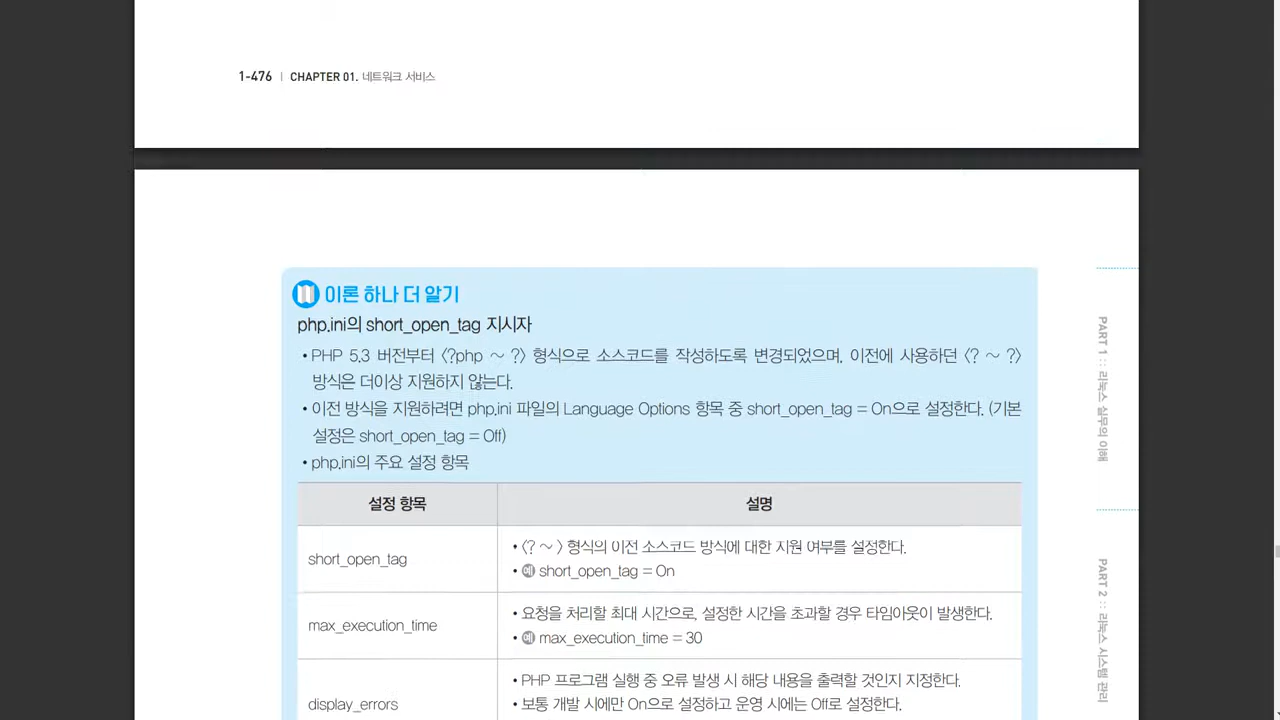 1-476 | CHAPTER 01. 네트워크 서비스
이론 하나 더 알기
php.ini의 short_open_tag 지시자
• PHP 5.3 버전부터 〈?php ~ ?〉 형식으로 소스코드를 작성하도록 변경되었으며, 이전에 사용하던 〈? ~ ?〉
방식은 더이상 지원하지 않는다.
• 이전 방식을 지원하려면 php.ini 파일의 Language Options 항목 중 short_open_tag = On으로 설정한다. (기본
설정은 short_open_tag = Off)
• php.ini의 주요 설정 항목
설정 항목
설명
short_open_tag
• 〈? ~ 〉 형식의 이전 소스코드 방식에 대한 지원 여부를 설정한다.
• 예 short_open_tag = On
max_execution_time
• 요청을 처리할 최대 시간으로, 설정한 시간을 초과할 경우 타임아웃이 발생한다.
• 예 max_execution_time = 30
display_errors
• PHP 프로그램 실행 중 오류 발생 시 해당 내용을 출력할 것인지 지정한다.
• 보통 개발 시에만 On으로 설정하고 운영 시에는 Off로 설정한다.
PART 1 :: 리눅스 실무의 이해
PART 2 :: 리눅스 시스템 관리